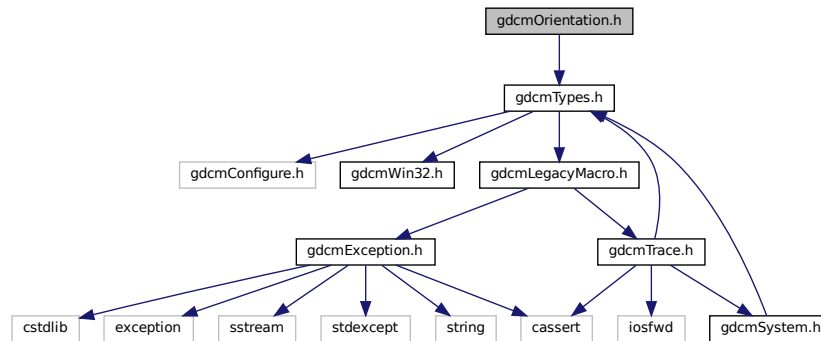 gdcmOrientation.h
gdcmTypes.h
gdcmConfigure.h
gdcmWin32.h
gdcmLegacyMacro.h
gdcmException.h
gdcmTrace.h
cstdlib
exception
sstream
stdexcept
string
cassert
iosfwd
gdcmSystem.h